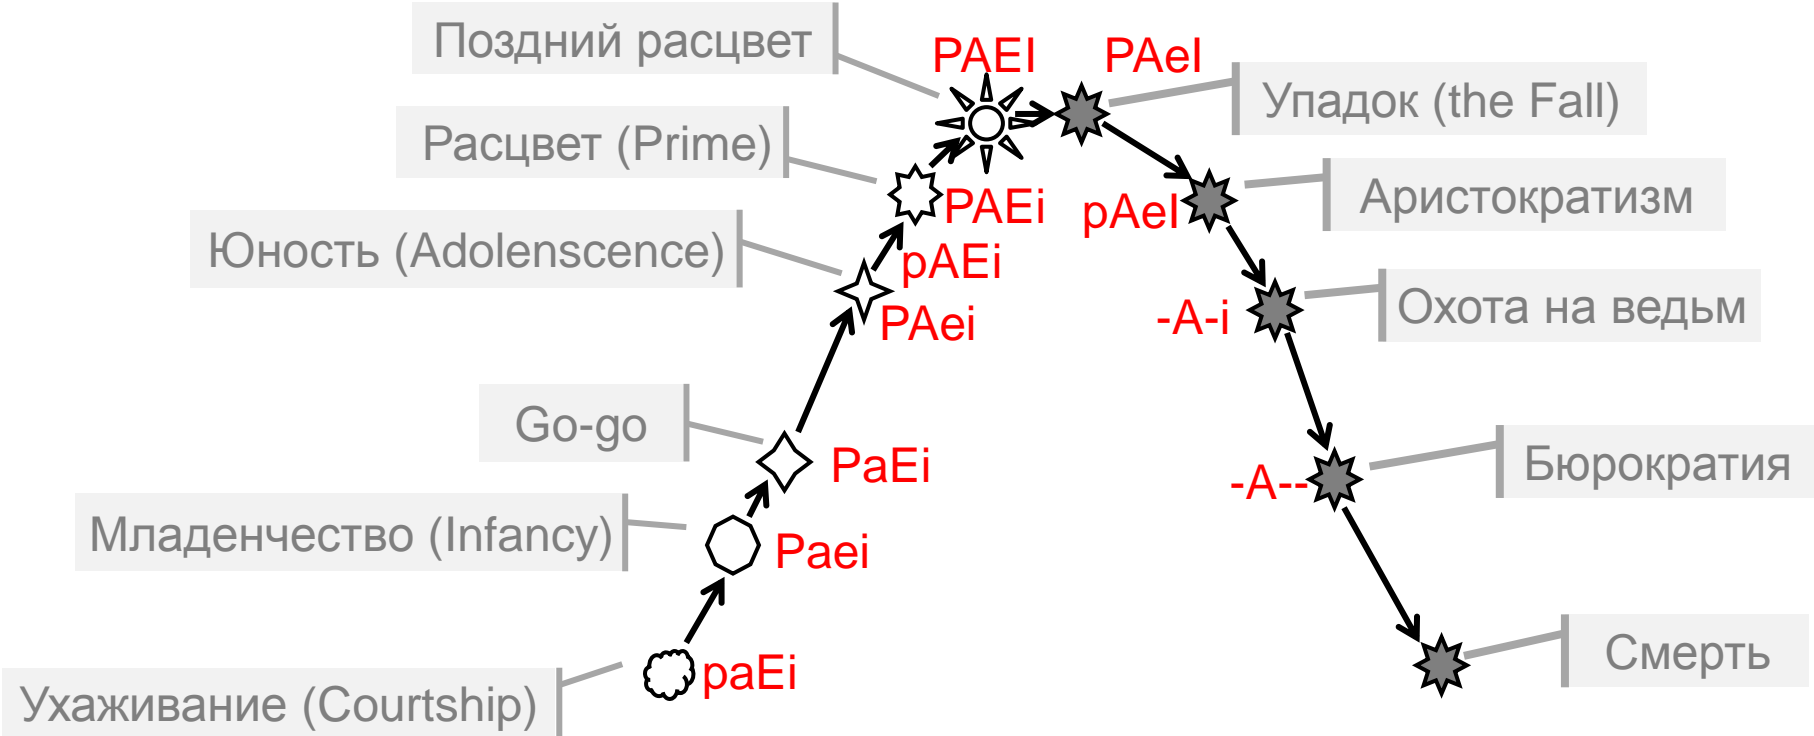 Поздний расцвет
PAEI
PAeI
Упадок (the Fall)
Расцвет (Prime)
PAEi
pAeI
Аристократизм
Юность (Adolenscence)
pAEi
PAei
-A-i
Охота на ведьм
Go-go
PaEi
-A--
Бюрократия
Младенчество (Infancy)
Paei
Ухаживание (Courtship)
paEi
Смерть